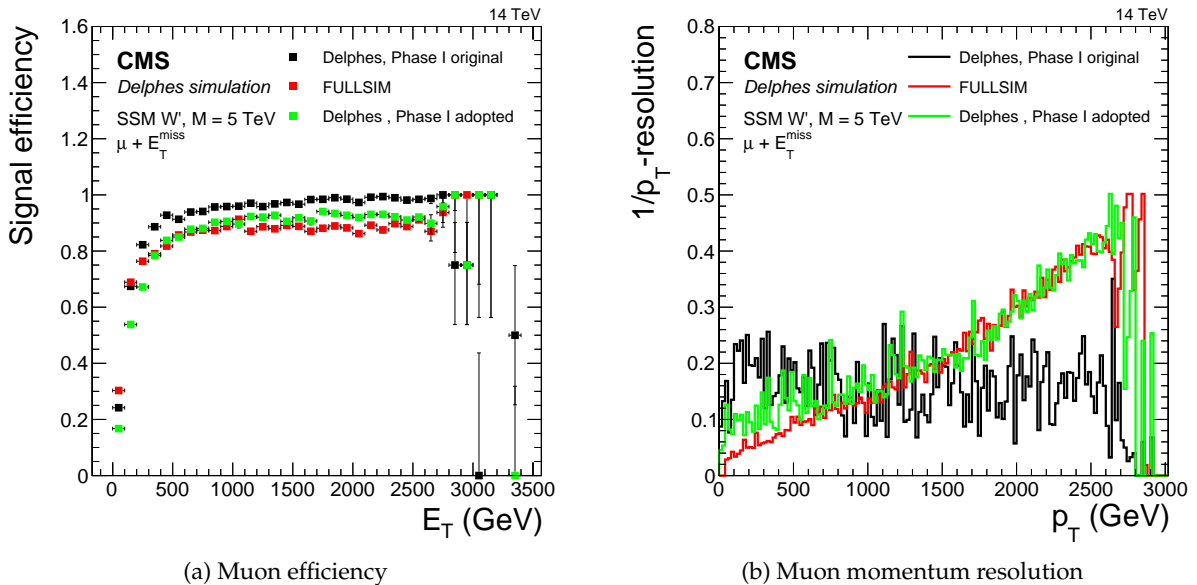 14 TeV
CMS
Delphes simulation
SSM W', M = 5 TeV
μ + E_T^miss
Delphes, Phase I original
FULLSIM
Delphes , Phase I adopted
Signal efficiency
1.6
1.4
1.2
1
0.8
0.6
0.4
0.2
0
0 500 1000 1500 2000 2500 3000 3500
E_T (GeV)
(a) Muon efficiency
14 TeV
CMS
Delphes simulation
SSM W', M = 5 TeV
μ + E_T^miss
Delphes, Phase I original
FULLSIM
Delphes , Phase I adopted
1/p_T-resolution
0.8
0.7
0.6
0.5
0.4
0.3
0.2
0.1
0
0 500 1000 1500 2000 2500 3000
p_T (GeV)
(b) Muon momentum resolution